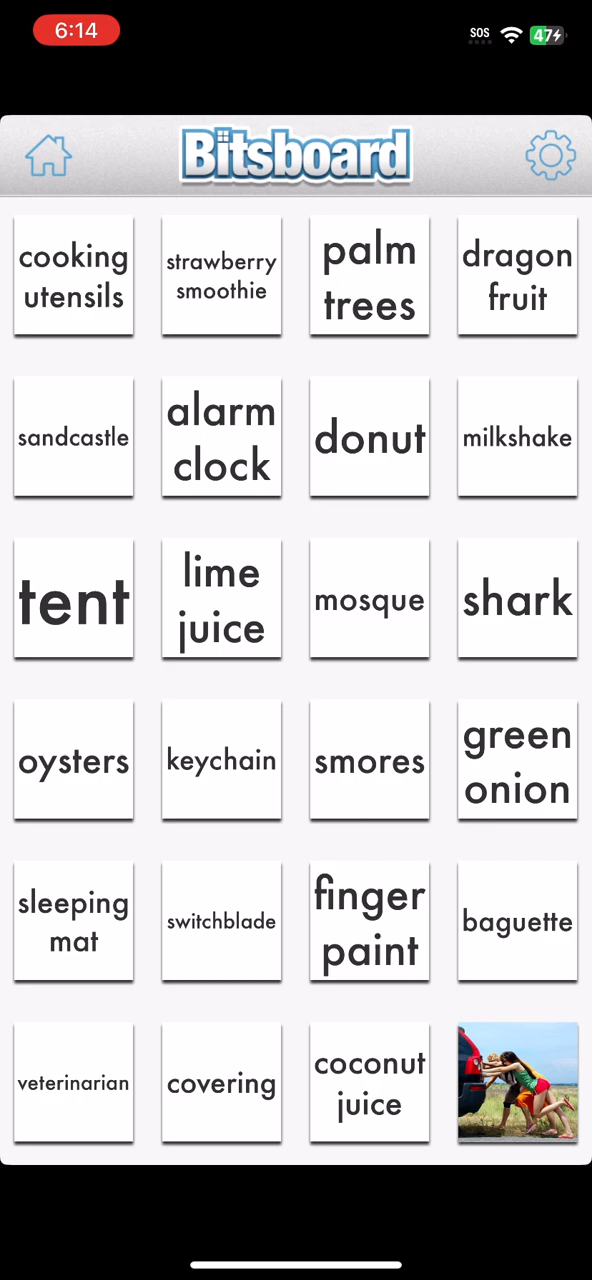 6:14
SOS
47
Bitsboard
cooking
utensils
strawberry
smoothie
palm
trees
dragon
fruit
sandcastle
alarm
clock
donut
milkshake
tent
lime
juice
mosque
shark
oysters
keychain
smores
green
onion
sleeping
mat
switchblade
finger
paint
baguette
veterinarian
covering
coconut
juice